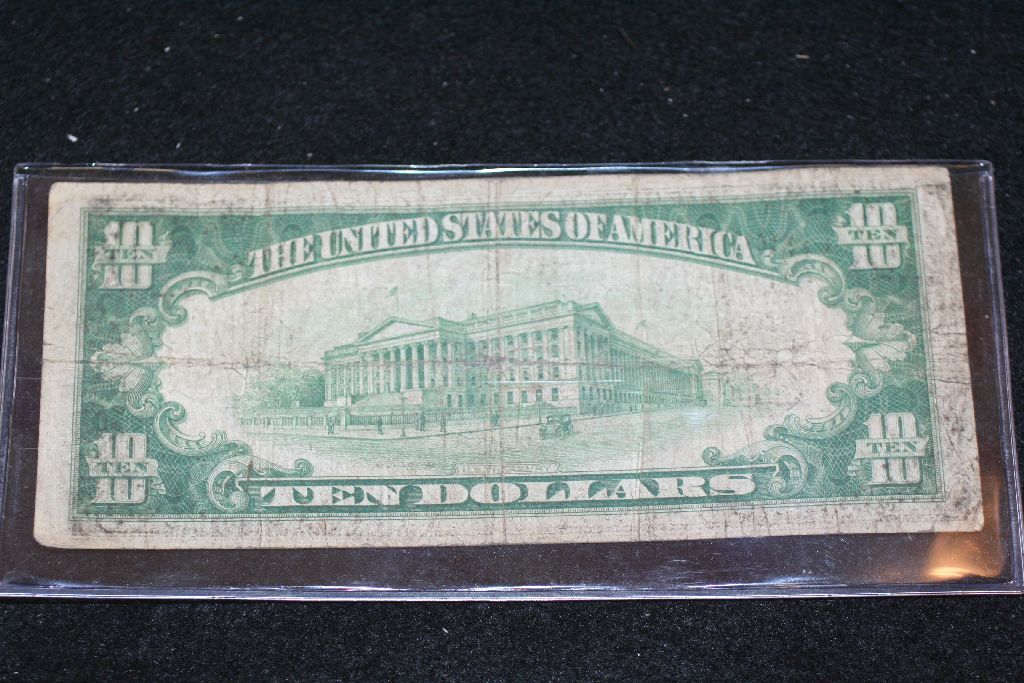 10 10
TEN TEN
10 10
THE UNITED STATES OF AMERICA
10 10
TEN TEN
10 10
TEN DOLLARS